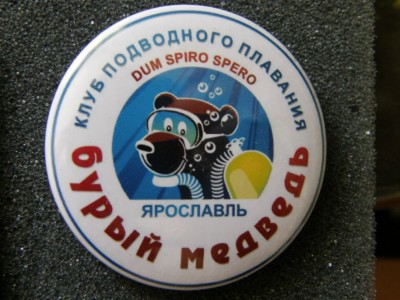 КЛУБ ПОДВОДНОГО ПЛАВАНИЯ
DUM SPIRO SPERO
ЯРОСЛАВЛЬ
бурый медведь